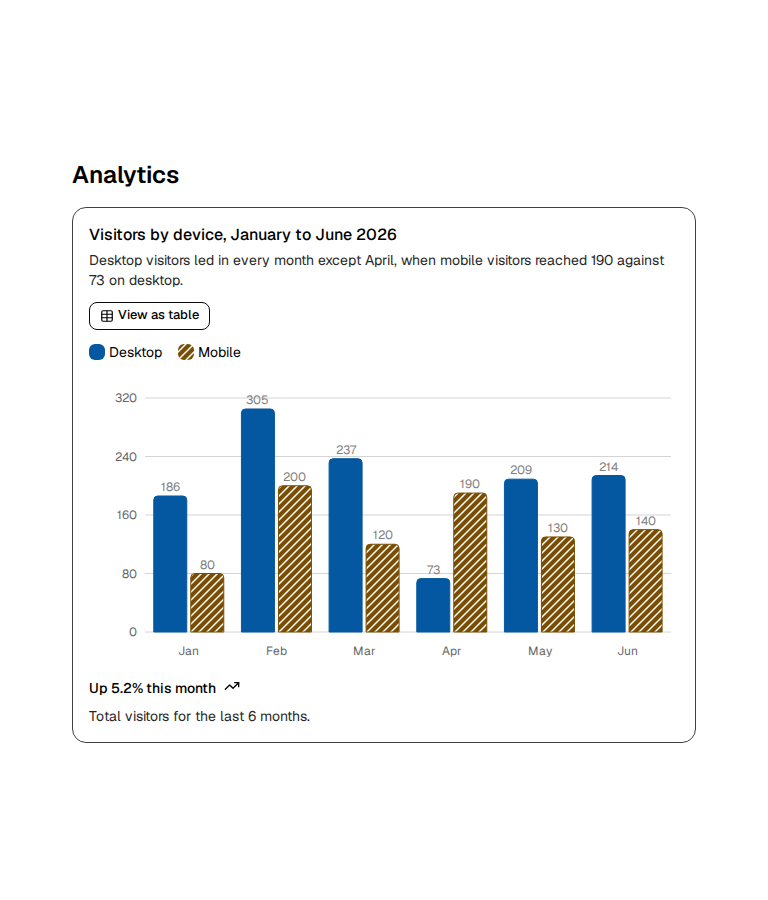 Analytics
Visitors by device, January to June 2026
Desktop visitors led in every month except April, when mobile visitors reached 190 against
73 on desktop.
View as table
Desktop Mobile
320
240
160
80
0
186
80
305
200
237
120
73
190
209
130
214
140
Jan Feb Mar Apr May Jun
Up 5.2% this month
Total visitors for the last 6 months.